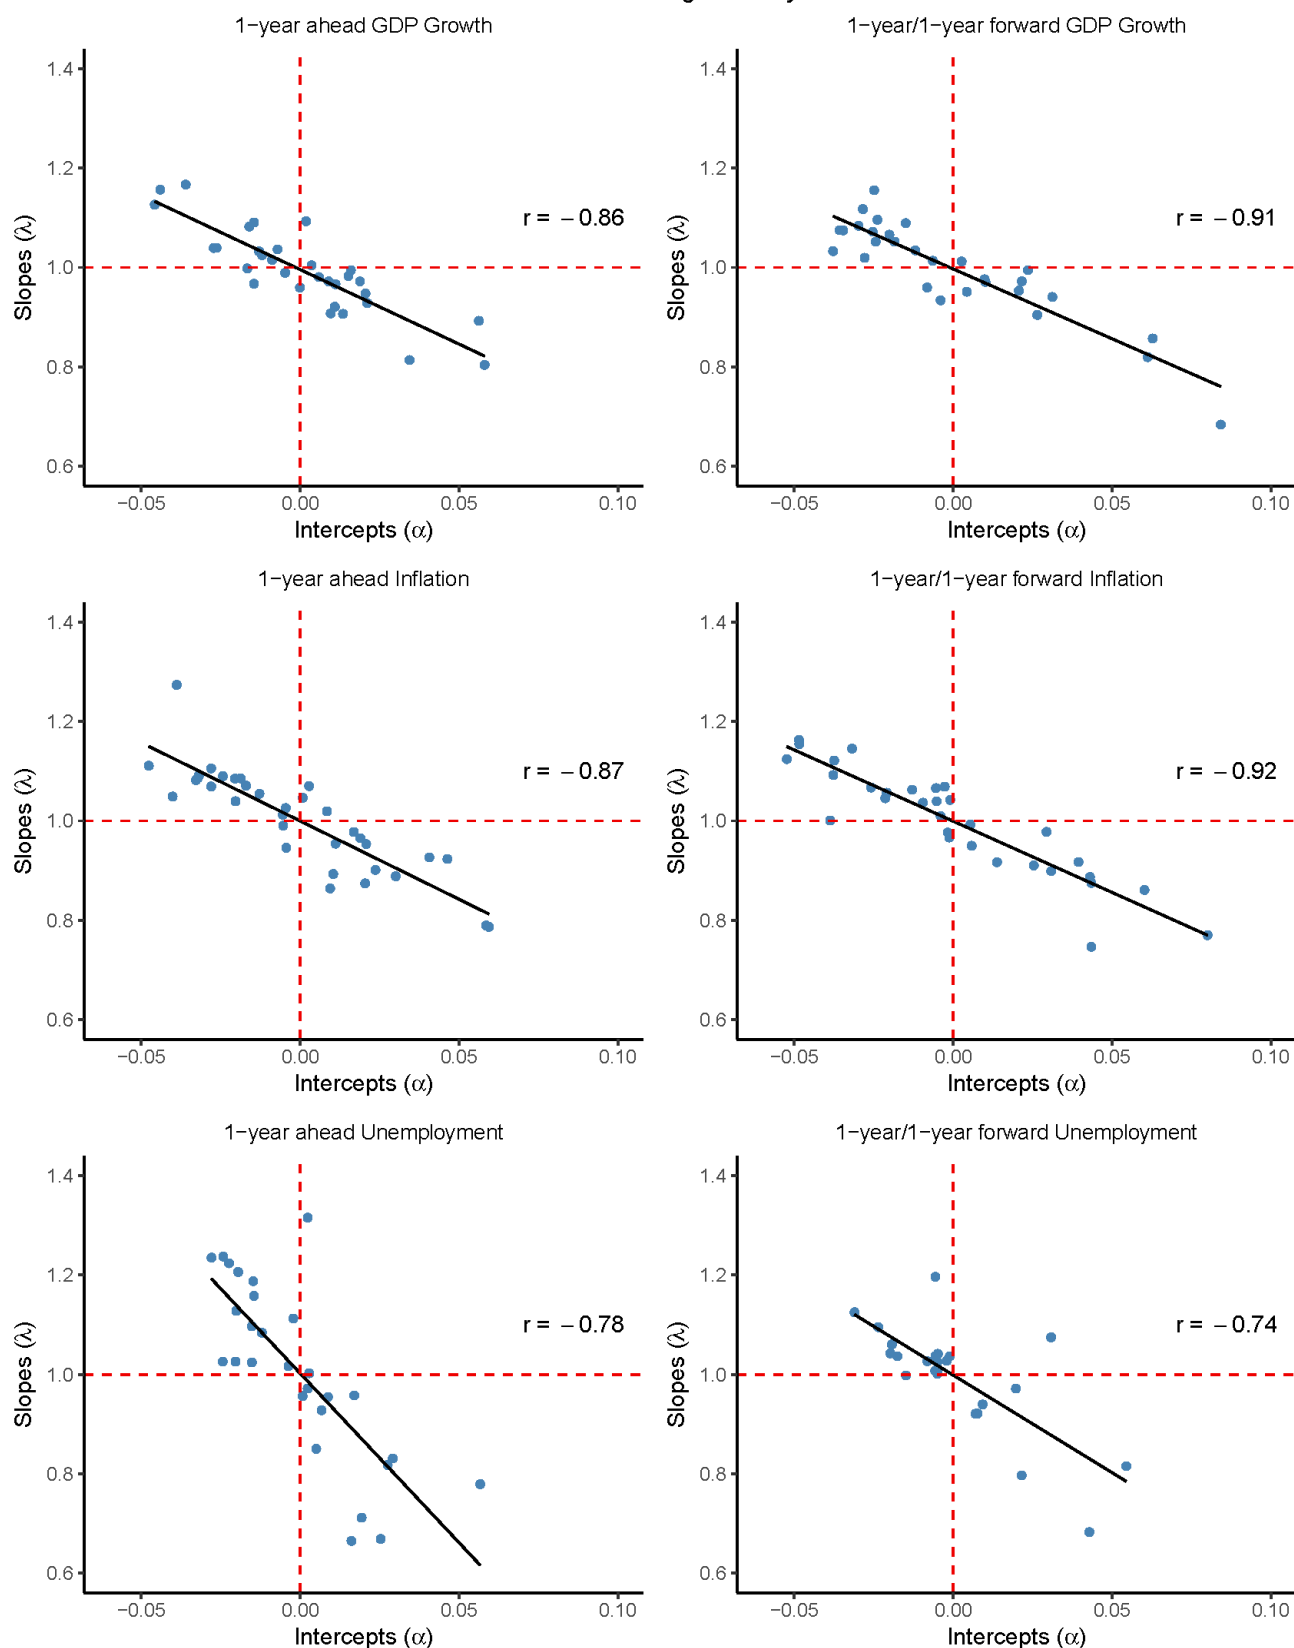 1−year ahead GDP Growth
1.4
1.2
1.0
0.8
0.6
Slopes (λ)
r = −0.86
−0.05 0.00 0.05 0.10
Intercepts (α)
1−year/1−year forward GDP Growth
1.4
1.2
1.0
0.8
0.6
Slopes (λ)
r = −0.91
−0.05 0.00 0.05 0.10
Intercepts (α)
1−year ahead Inflation
1.4
1.2
1.0
0.8
0.6
Slopes (λ)
r = −0.87
−0.05 0.00 0.05 0.10
Intercepts (α)
1−year/1−year forward Inflation
1.4
1.2
1.0
0.8
0.6
Slopes (λ)
r = −0.92
−0.05 0.00 0.05 0.10
Intercepts (α)
1−year ahead Unemployment
1.4
1.2
1.0
0.8
0.6
Slopes (λ)
r = −0.78
−0.05 0.00 0.05 0.10
Intercepts (α)
1−year/1−year forward Unemployment
1.4
1.2
1.0
0.8
0.6
Slopes (λ)
r = −0.74
−0.05 0.00 0.05 0.10
Intercepts (α)